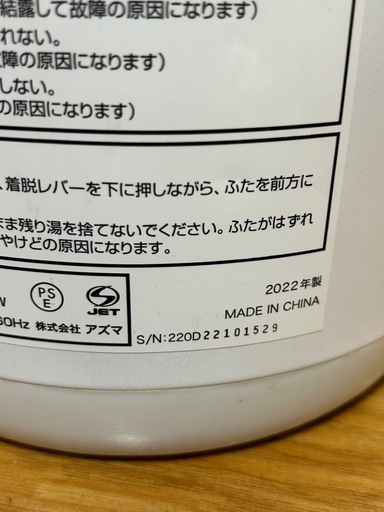 結露して故障の原因になります)
れない。
故障の原因になります)
しない。
の原因になります)
、着脱レバーを下に押しながら、ふたを前方に
まま残り湯を捨てないでください。ふたがはずれ
やけどの原因になります。
W
PS
E
JET
2022年製
MADE IN CHINA
60Hz 株式会社 アズマ
S/N:220D22101529